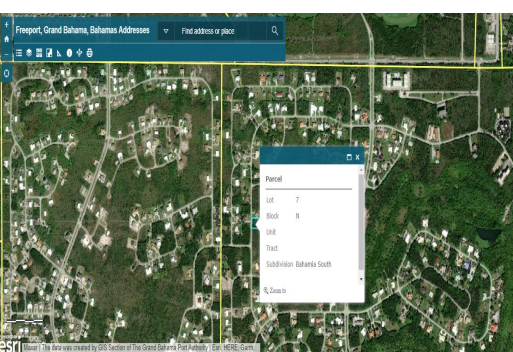 Freeport, Grand Bahama, Bahamas Addresses
Find address or place
Parcel
Lot 7
Block N
Unit
Tract
Subdivision Bahamia South
Zoom to
esri
Maxar | The data was created by GIS Section of The Grand Bahama Port Authority | Esri, HERE, Garm